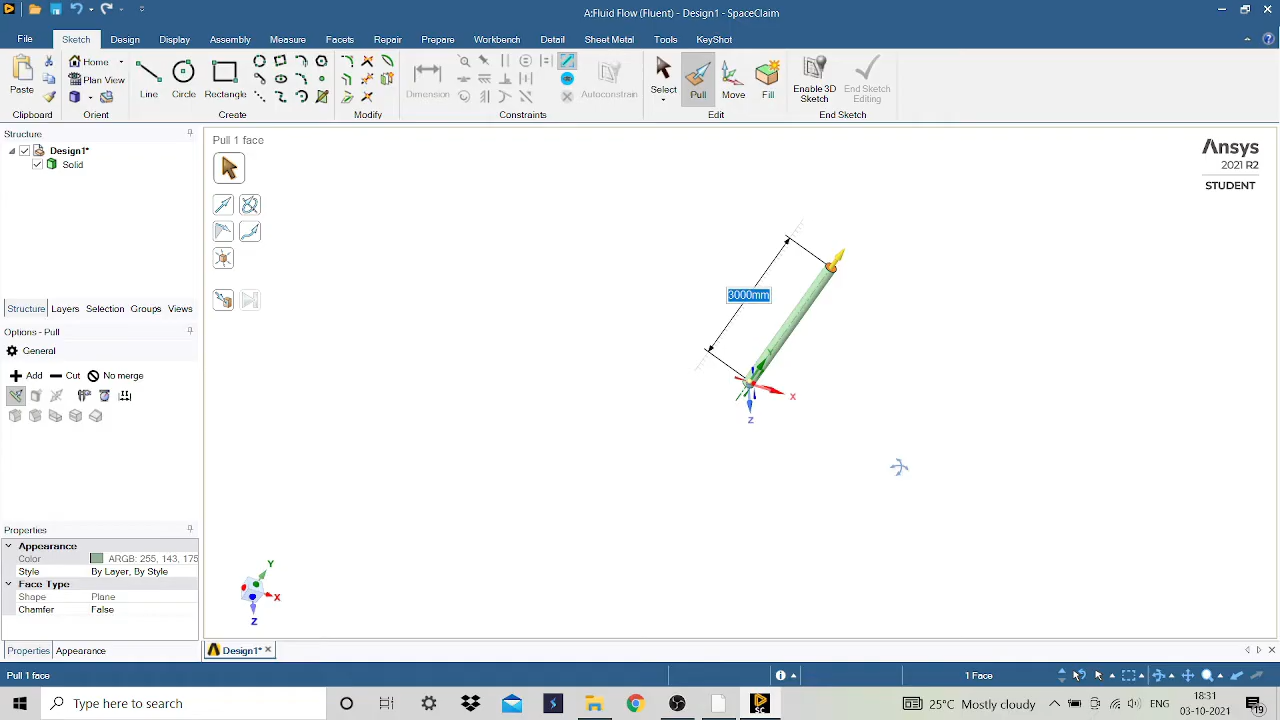 A:Fluid Flow (Fluent) - Design1 - SpaceClaim
File Sketch Design Display Assembly Measure Facets Repair Prepare Workbench Detail Sheet Metal Tools KeyShot
Home
Plan View
Paste
Line Circle Rectangle
Dimension
Autoconstrain
Select Pull Move Fill
Enable 3D Sketch
End Sketch Editing
Clipboard Orient Create Modify Constraints Edit End Sketch
Structure
Design1*
Solid
Structure Layers Selection Groups Views
Options - Pull
General
Add Cut No merge
Properties
Appearance
Color ARGB: 255, 143, 175
Style By Layer, By Style
Face Type
Shape Plane
Chamfer False
Properties Appearance
Pull 1 face
Ansys
2021 R2
STUDENT
3000mm
Y
X
Z
Y
X
Z
Design1*
Pull 1 face
1 Face
Type here to search
SC
25°C Mostly cloudy
ENG
18:31
03-10-2021
19